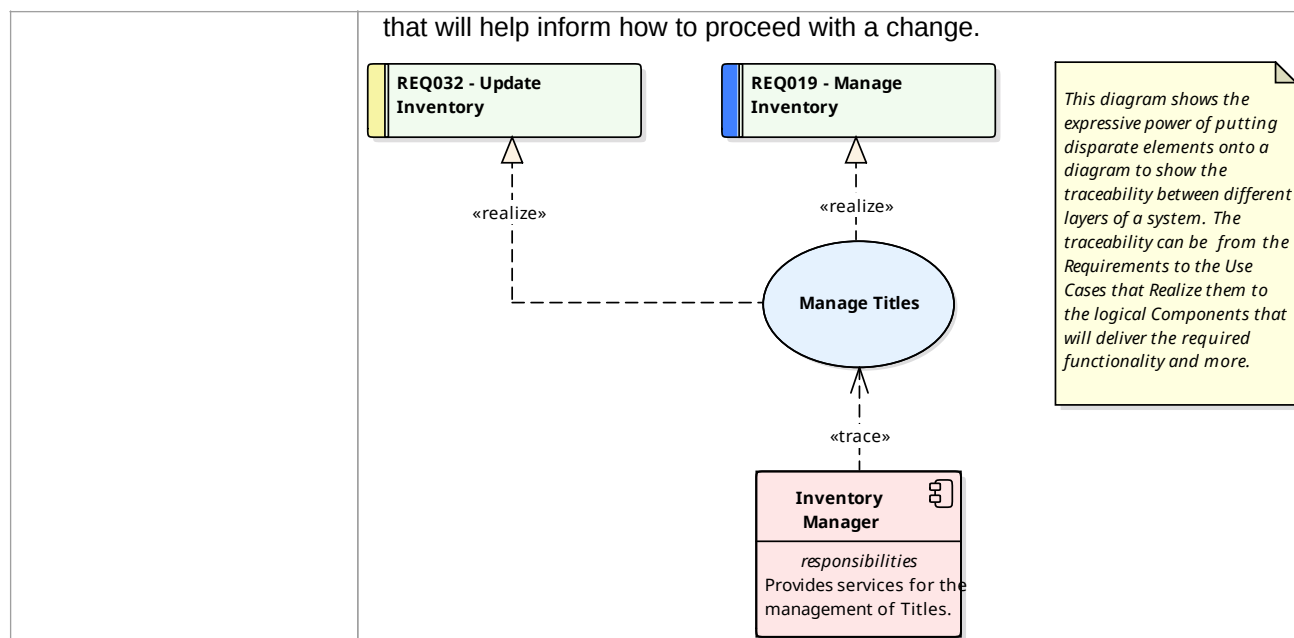 that will help inform how to proceed with a change.
REQ032 - Update
Inventory
REQ019 - Manage
Inventory
This diagram shows the
expressive power of putting
disparate elements onto a
diagram to show the
traceability between different
layers of a system. The
traceability can be from the
Requirements to the Use
Cases that Realize them to
the logical Components that
will deliver the required
functionality and more.
«realize»
«realize»
Manage Titles
«trace»
Inventory
Manager
responsibilities
Provides services for the
management of Titles.